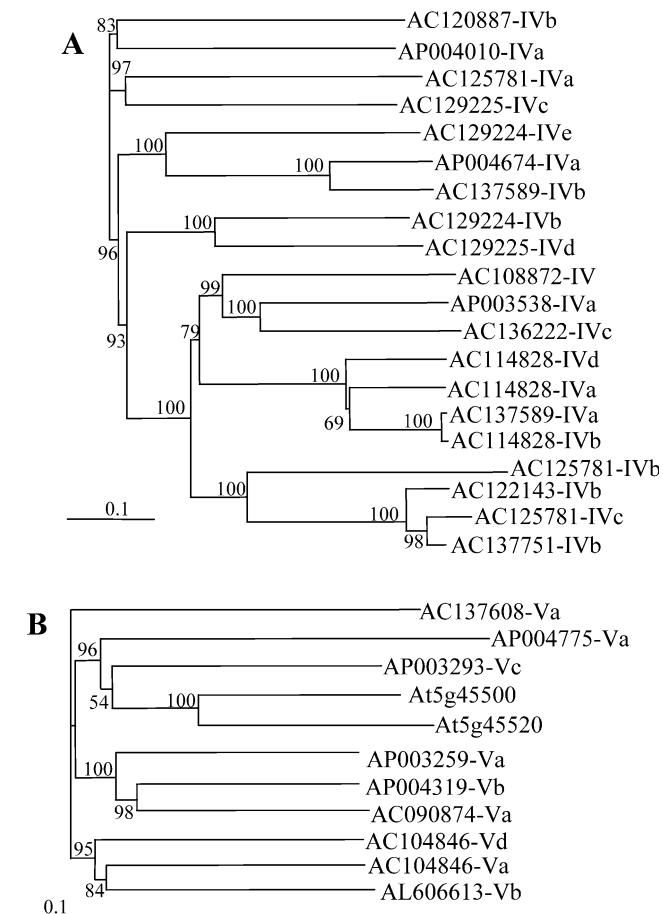 83
AC120887-IVb
A
AP004010-IVa
97
AC125781-IVa
AC129225-IVc
AC129224-IVe
100
100
AP004674-IVa
AC137589-IVb
100
AC129224-IVb
96
AC129225-IVd
99
AC108872-IV
100
AP003538-IVa
93
79
AC136222-IVc
AC114828-IVd
100
AC114828-IVa
100
69
100
AC137589-IVa
AC114828-IVb
AC125781-IVb
100
AC122143-IVb
0.1
100
AC125781-IVc
98
AC137751-IVb
B
AC137608-Va
96
AP004775-Va
AP003293-Vc
54
100
At5g45500
At5g45520
AP003259-Va
100
AP004319-Vb
98
AC090874-Va
95
AC104846-Vd
AC104846-Va
84
AL606613-Vb
0.1